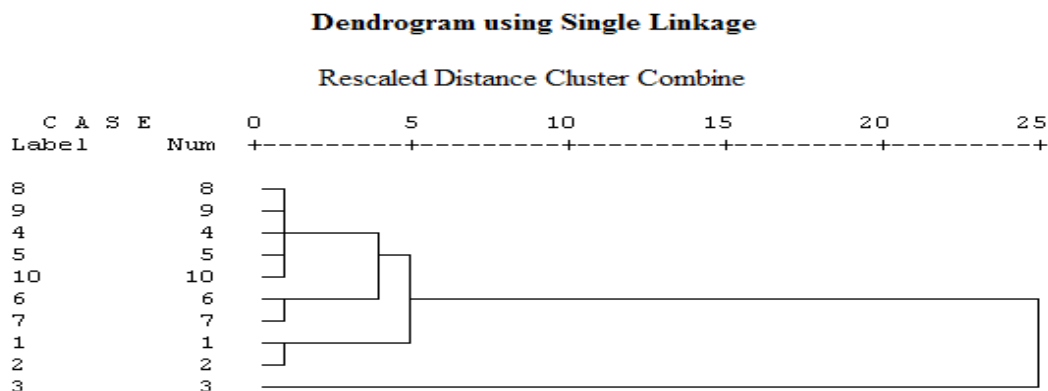 Dendrogram using Single Linkage
Rescaled Distance Cluster Combine
C A S E 0 5 10 15 20 25
Label Num +---------+---------+---------+---------+---------+
8 8
9 9
4 4
5 5
10 10
6 6
7 7
1 1
2 2
3 3